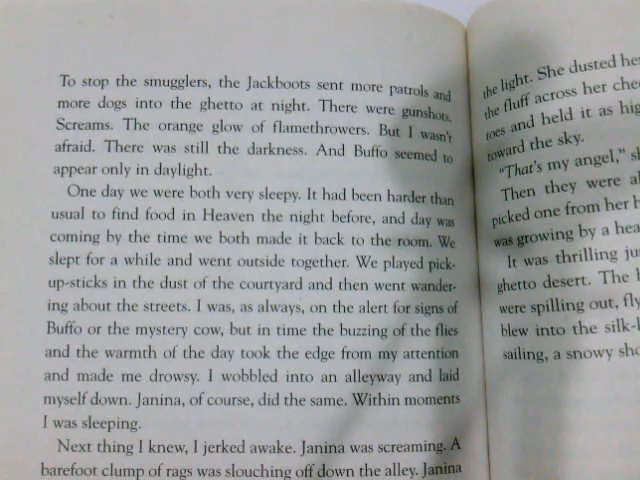 To stop the smugglers, the Jackboots sent more patrols and
more dogs into the ghetto at night. There were gunshots.
Screams. The orange glow of flamethrowers. But I wasn't
afraid. There was still the darkness. And Buffo seemed to
appear only in daylight.
One day we were both very sleepy. It had been harder than
usual to find food in Heaven the night before, and day was
coming by the time we both made it back to the room. We
slept for a while and went outside together. We played pick-
up-sticks in the dust of the courtyard and then went wander-
ing about the streets. I was, as always, on the alert for signs of
Buffo or the mystery cow, but in time the buzzing of the flies
and the warmth of the day took the edge from my attention
and made me drowsy. I wobbled into an alleyway and laid
myself down. Janina, of course, did the same. Within moments
I was sleeping.
Next thing I knew, I jerked awake. Janina was screaming. A
barefoot clump of rags was slouching off down the alley. Janina
the light. She dusted her
the fluff across her
toes and held it as
toward the sky.
"That's my angel,"
Then they were
picked one from her
was growing by a
It was thrilling
ghetto desert. The
were spilling out,
blew into the
sailing, a snowy